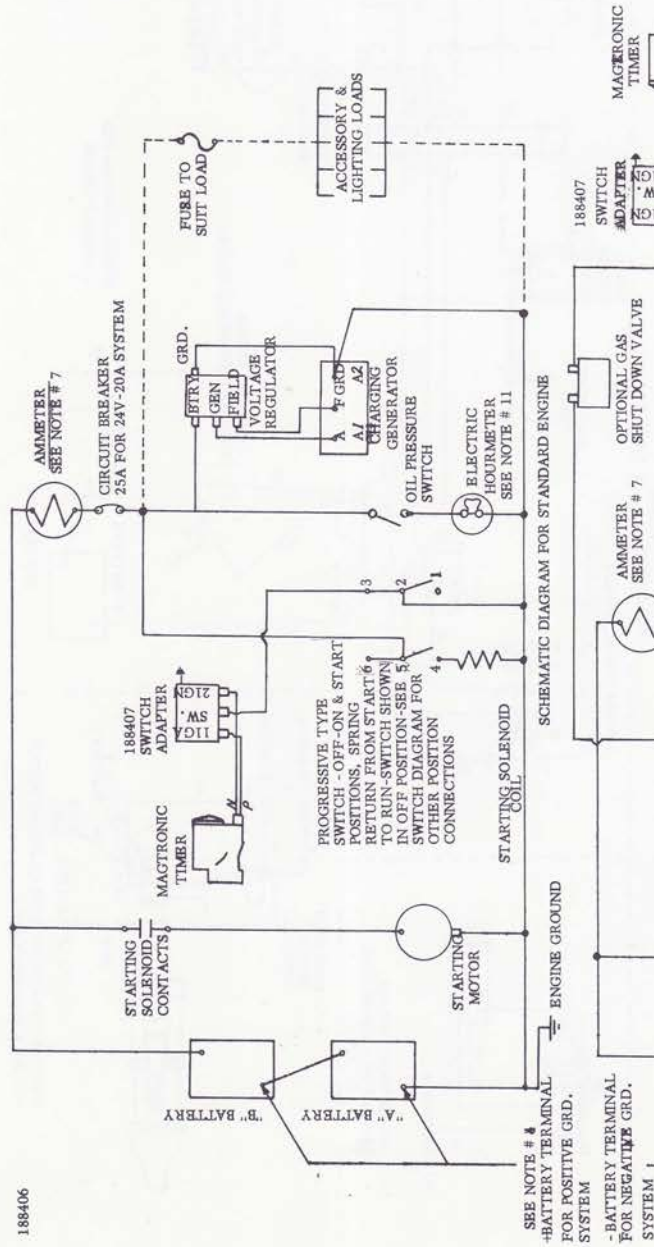 188406
"B" BATTERY
"A" BATTERY
SEE NOTE # 8
+BATTERY TERMINAL
FOR POSITIVE GRD.
SYSTEM
- BATTERY TERMINAL
FOR NEGATIVE GRD.
SYSTEM
ENGINE GROUND
STARTING
SOLENOID
CONTACTS
STARTING
MOTOR
MAGTRONIC
TIMER
N
P
188407
SWITCH
ADAPTER
11GA
SW.
21GN
PROGRESSIVE TYPE
SWITCH - OFF-ON & START
POSITIONS, SPRING
RETURN FROM START
TO RUN-SWITCH SHOWN
IN OFF POSITION-SEE
SWITCH DIAGRAM FOR
OTHER POSITION
CONNECTIONS
6
5
4
STARTING SOLENOID
COIL
3
2
1
AMMETER
SEE NOTE # 7
CIRCUIT BREAKER
25A FOR 24V-20A SYSTEM
OIL PRESSURE
SWITCH
ELECTRIC
HOURMETER
SEE NOTE # 11
BTRY
GEN
FIELD
GRD.
VOLTAGE
REGULATOR
A
F
GRD
A1
A2
CHARGING
GENERATOR
FUSE TO
SUIT LOAD
ACCESSORY &
LIGHTING LOADS
SCHEMATIC DIAGRAM FOR STANDARD ENGINE
AMMETER
SEE NOTE # 7
OPTIONAL GAS
SHUT DOWN VALVE
188407
SWITCH
ADAPTER
MAGTRONIC
TIMER